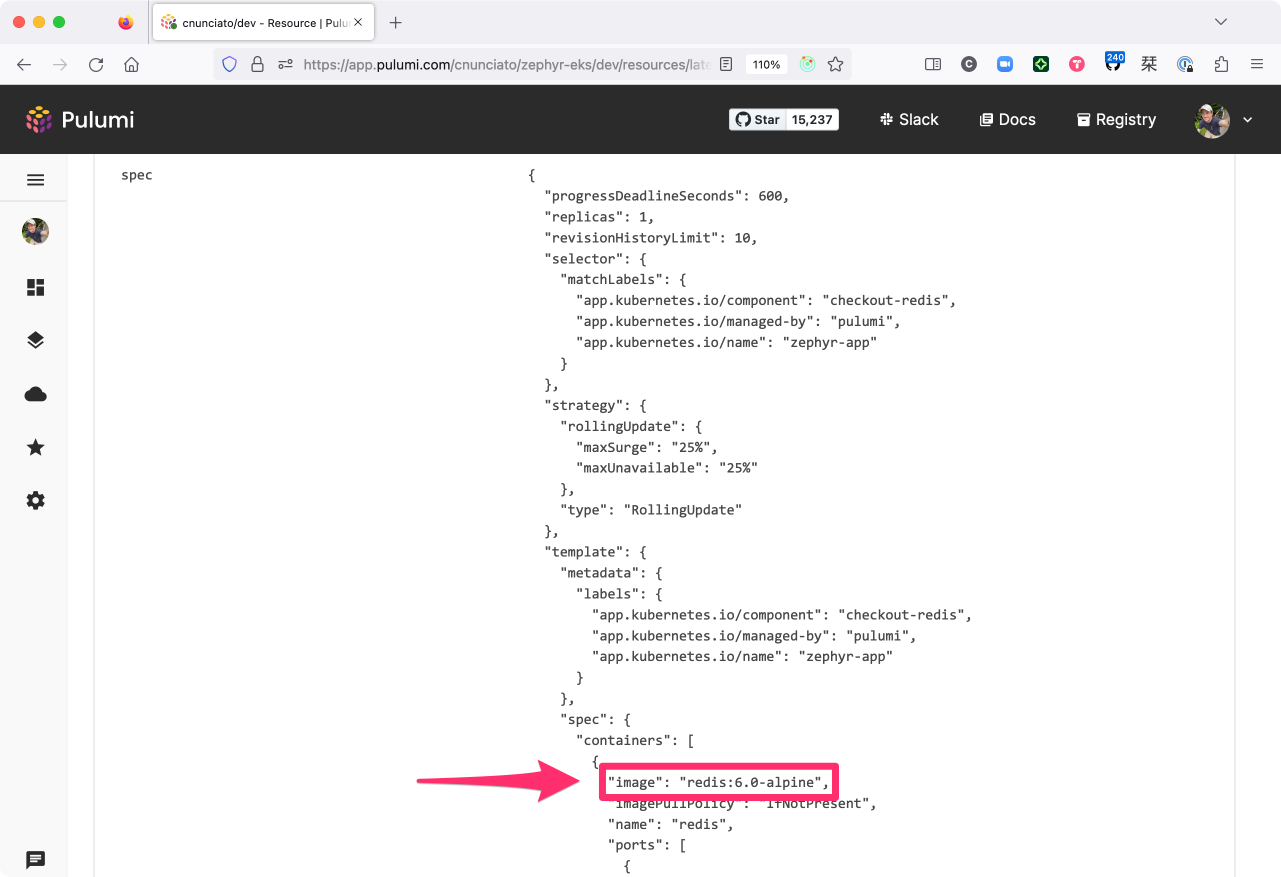 cnunciato/dev - Resource | Pulu
https://app.pulumi.com/cnunciato/zephyr-eks/dev/resources/late
110%
C
T
240
栞
Pulumi
Star 15,237
Slack
Docs
Registry
spec
{
"progressDeadlineSeconds": 600,
"replicas": 1,
"revisionHistoryLimit": 10,
"selector": {
"matchLabels": {
"app.kubernetes.io/component": "checkout-redis",
"app.kubernetes.io/managed-by": "pulumi",
"app.kubernetes.io/name": "zephyr-app"
}
},
"strategy": {
"rollingUpdate": {
"maxSurge": "25%",
"maxUnavailable": "25%"
},
"type": "RollingUpdate"
},
"template": {
"metadata": {
"labels": {
"app.kubernetes.io/component": "checkout-redis",
"app.kubernetes.io/managed-by": "pulumi",
"app.kubernetes.io/name": "zephyr-app"
}
},
"spec": {
"containers": [
{
"image": "redis:6.0-alpine",
"imagePullPolicy": "IfNotPresent",
"name": "redis",
"ports": [
{